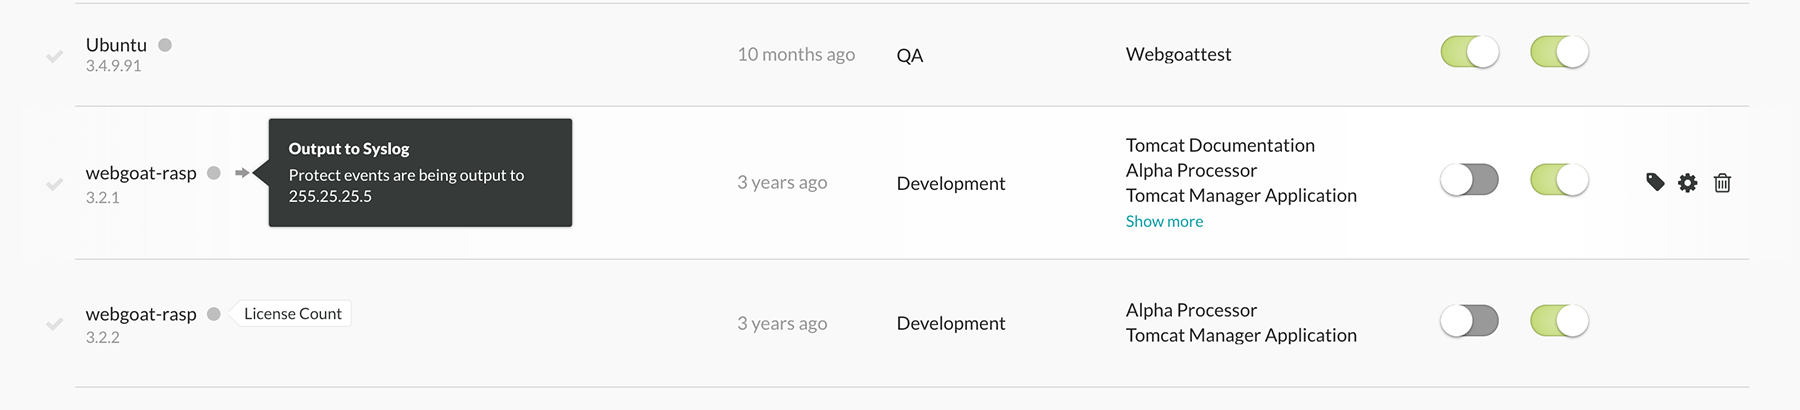 Ubuntu
3.4.9.91
10 months ago
QA
Webgoattest
webgoat-rasp
3.2.1
Output to Syslog
Protect events are being output to
255.25.25.5
3 years ago
Development
Tomcat Documentation
Alpha Processor
Tomcat Manager Application
Show more
webgoat-rasp
3.2.2
License Count
3 years ago
Development
Alpha Processor
Tomcat Manager Application